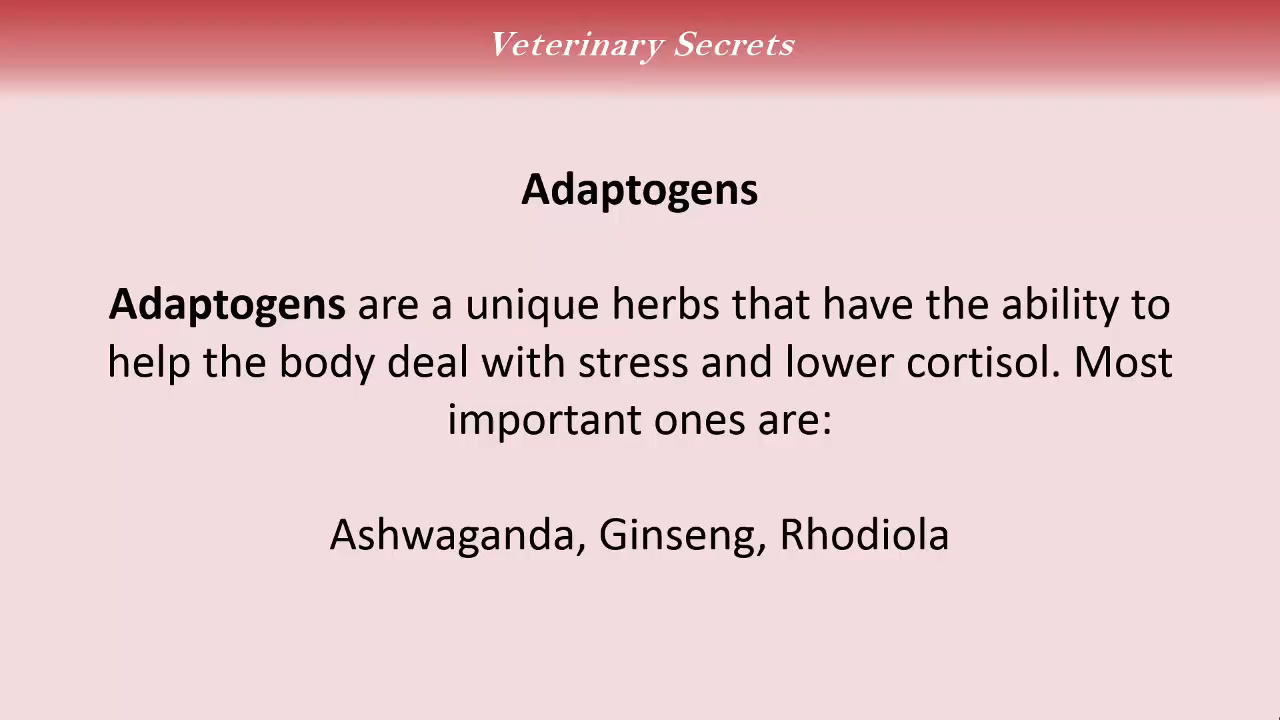 Veterinary Secrets
Adaptogens
Adaptogens are a unique herbs that have the ability to
help the body deal with stress and lower cortisol. Most
important ones are:
Ashwaganda, Ginseng, Rhodiola